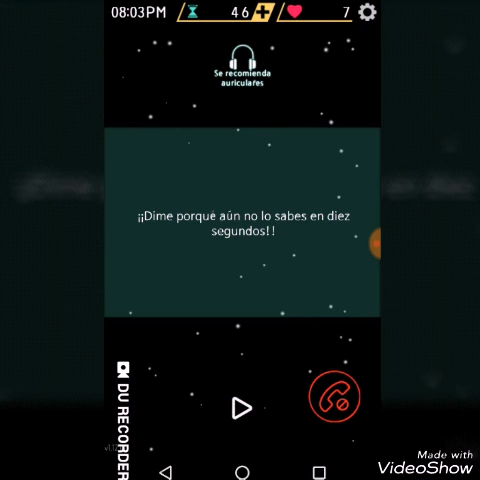 08:03PM 46 7
Se recomienda
auriculares
¡¡Dime porqué aún no lo sabes en diez
segundos!!
DU RECORDER
Made with
VideoShow